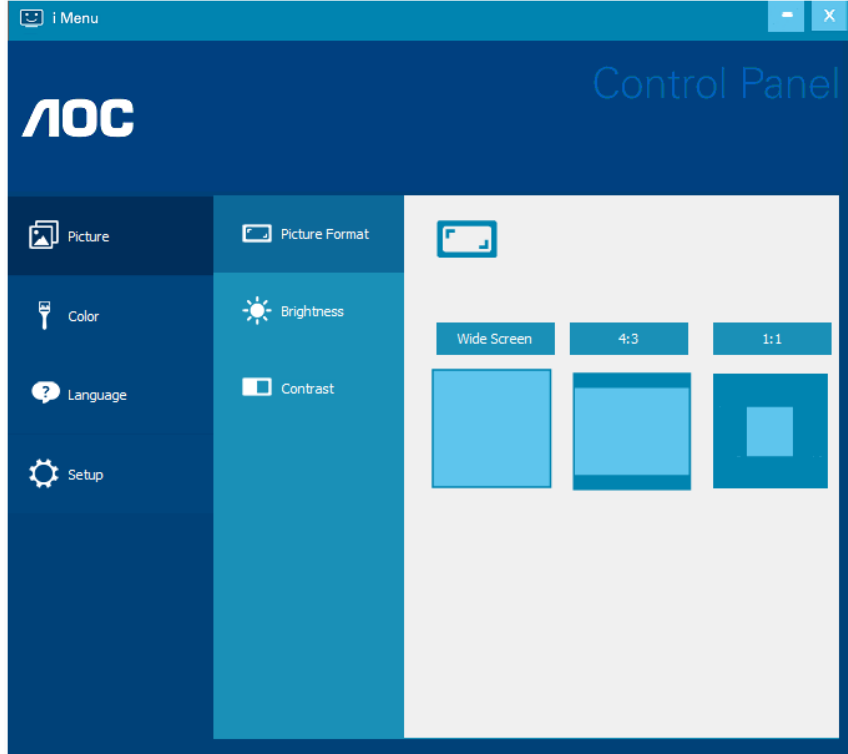 i Menu
Control Panel
AOC
Picture
Color
Language
Setup
Picture Format
Brightness
Contrast
Wide Screen
4:3
1:1